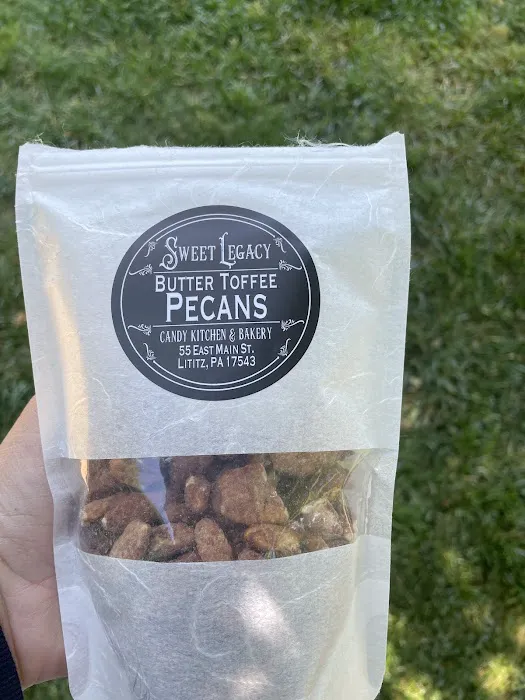 Sweet Legacy
Butter Toffee
Pecans
Candy Kitchen & Bakery
55 East Main St.
Lititz, PA 17543